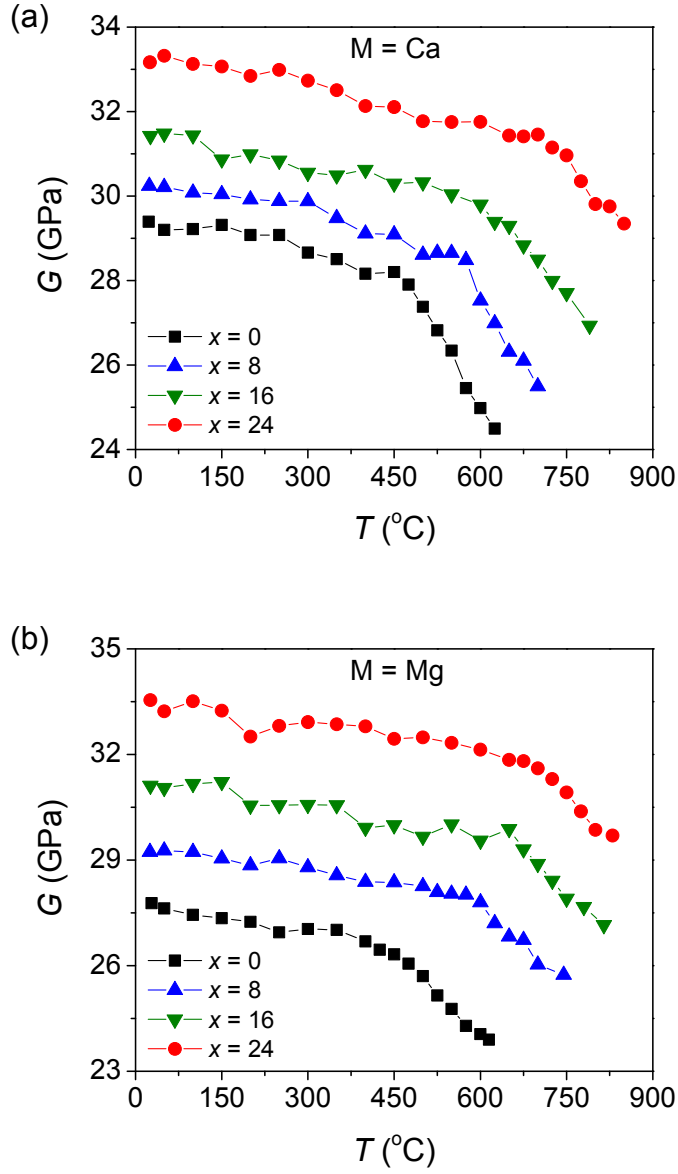 (a)
M = Ca
34
32
30
28
26
24
G (GPa)
x = 0
x = 8
x = 16
x = 24
0 150 300 450 600 750 900
T (°C)
(b)
M = Mg
35
32
29
26
23
G (GPa)
x = 0
x = 8
x = 16
x = 24
0 150 300 450 600 750 900
T (°C)